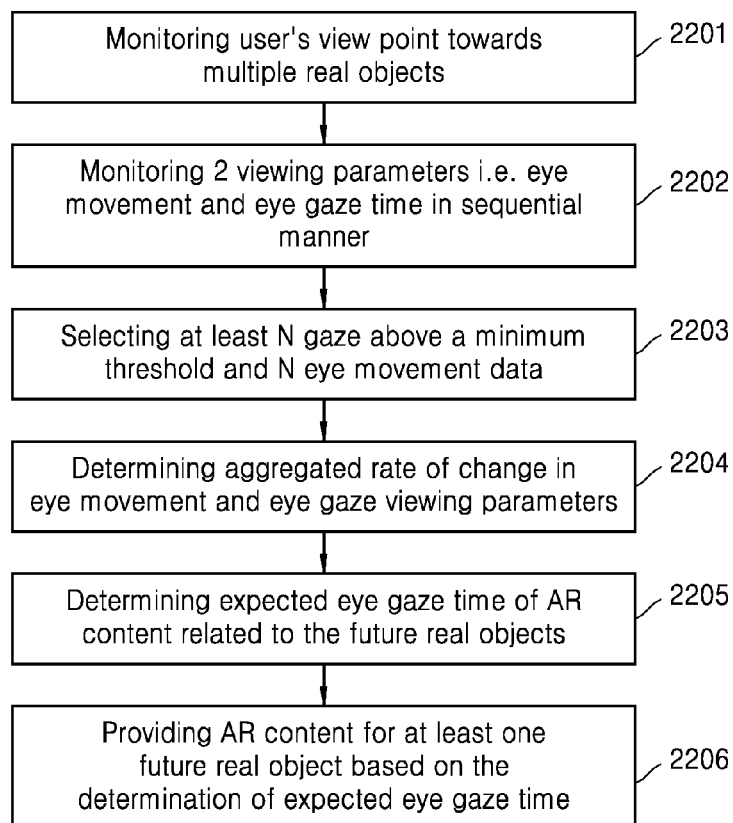 Monitoring user's view point towards
multiple real objects
2201
Monitoring 2 viewing parameters i.e. eye
movement and eye gaze time in sequential
manner
2202
Selecting at least N gaze above a minimum
threshold and N eye movement data
2203
Determining aggregated rate of change in
eye movement and eye gaze viewing parameters
2204
Determining expected eye gaze time of AR
content related to the future real objects
2205
Providing AR content for at least one
future real object based on the
determination of expected eye gaze time
2206